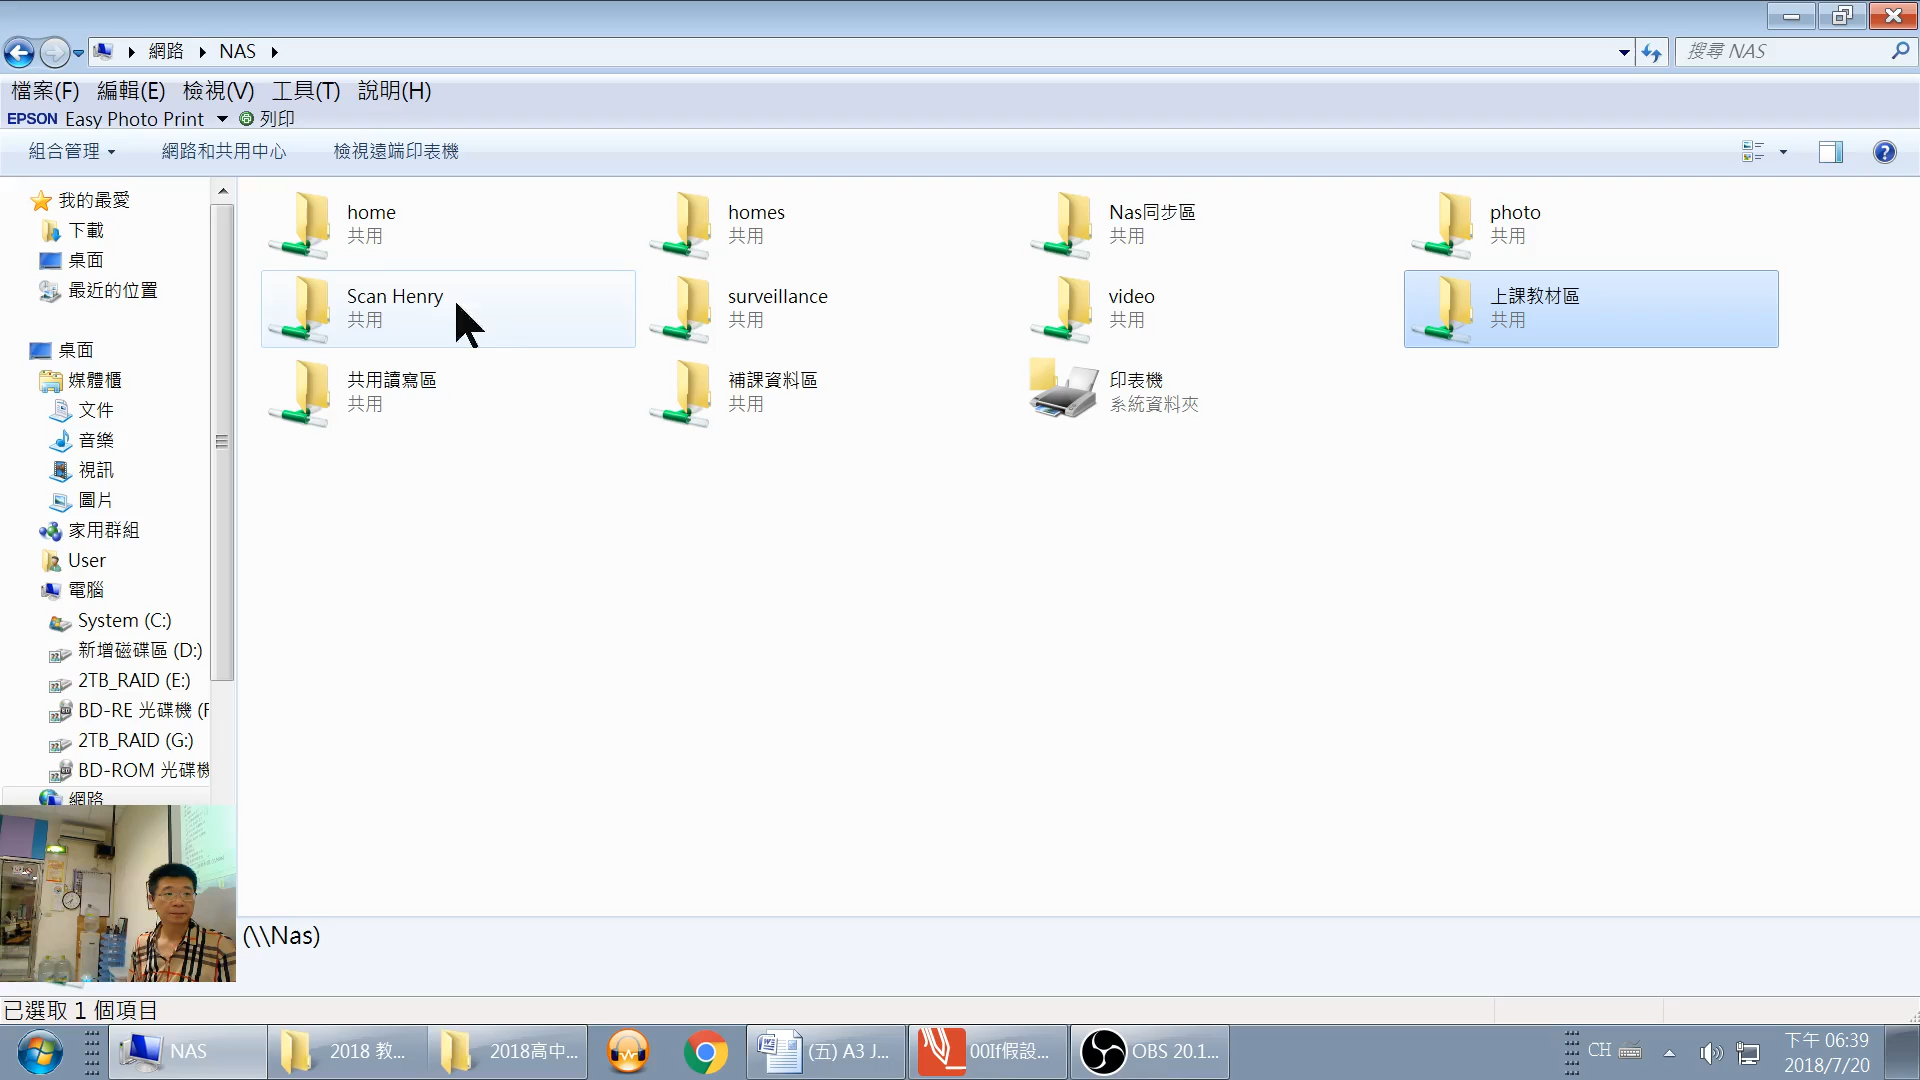 網路 NAS
搜尋 NAS
檔案(F) 編輯(E) 檢視(V) 工具(T) 說明(H)
EPSON Easy Photo Print 列印
組合管理 網路和共用中心 檢視遠端印表機
我的最愛
下載
桌面
最近的位置
桌面
媒體櫃
文件
音樂
視訊
圖片
家用群組
User
電腦
System (C:)
新增磁碟區 (D:)
2TB_RAID (E:)
BD-RE 光碟機 (F
2TB_RAID (G:)
BD-ROM 光碟機
網路
home
共用
homes
共用
Nas同步區
共用
photo
共用
Scan Henry
共用
surveillance
共用
video
共用
上課教材區
共用
共用讀寫區
共用
補課資料區
共用
印表機
系統資料夾
(\\Nas)
已選取 1 個項目
NAS
2018 教...
2018高中...
(五) A3 J...
00If假設...
OBS 20.1...
CH
下午 06:39
2018/7/20